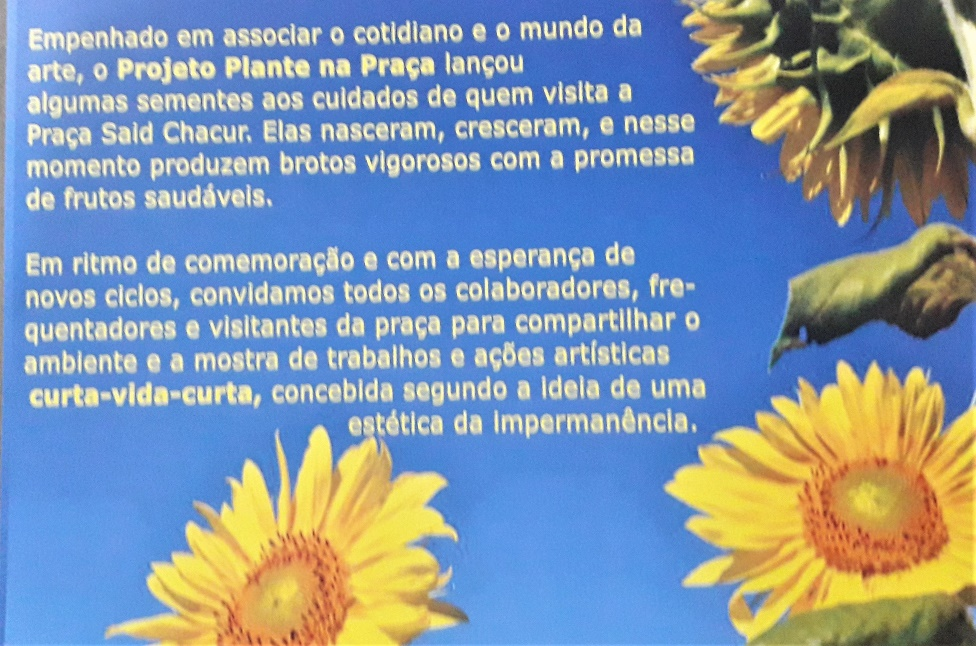 Empenhado em associar o cotidiano e o mundo da
arte, o Projeto Plante na Praça lançou
algumas sementes aos cuidados de quem visita a
Praça Said Chacur. Elas nasceram, cresceram, e nesse
momento produzem brotos vigorosos com a promessa
de frutos saudáveis.
Em ritmo de comemoração e com a esperança de
novos ciclos, convidamos todos os colaboradores, fre-
quentadores e visitantes da praça para compartilhar o
ambiente e a mostra de trabalhos e ações artísticas
curta-vida-curta, concebida segundo a ideia de uma
estética da impermanência.